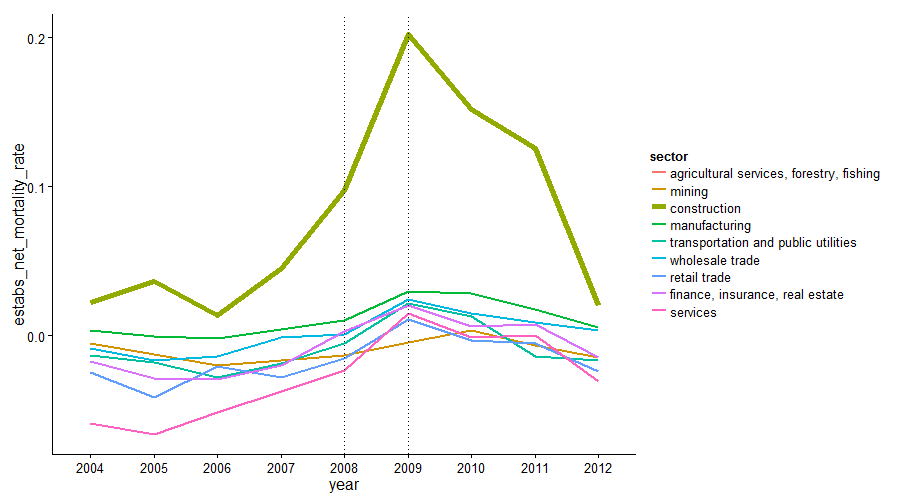 estabs_net_mortality_rate
0.2
0.1
0.0
2004 2005 2006 2007 2008 2009 2010 2011 2012
year
sector
agricultural services, forestry, fishing
mining
construction
manufacturing
transportation and public utilities
wholesale trade
retail trade
finance, insurance, real estate
services